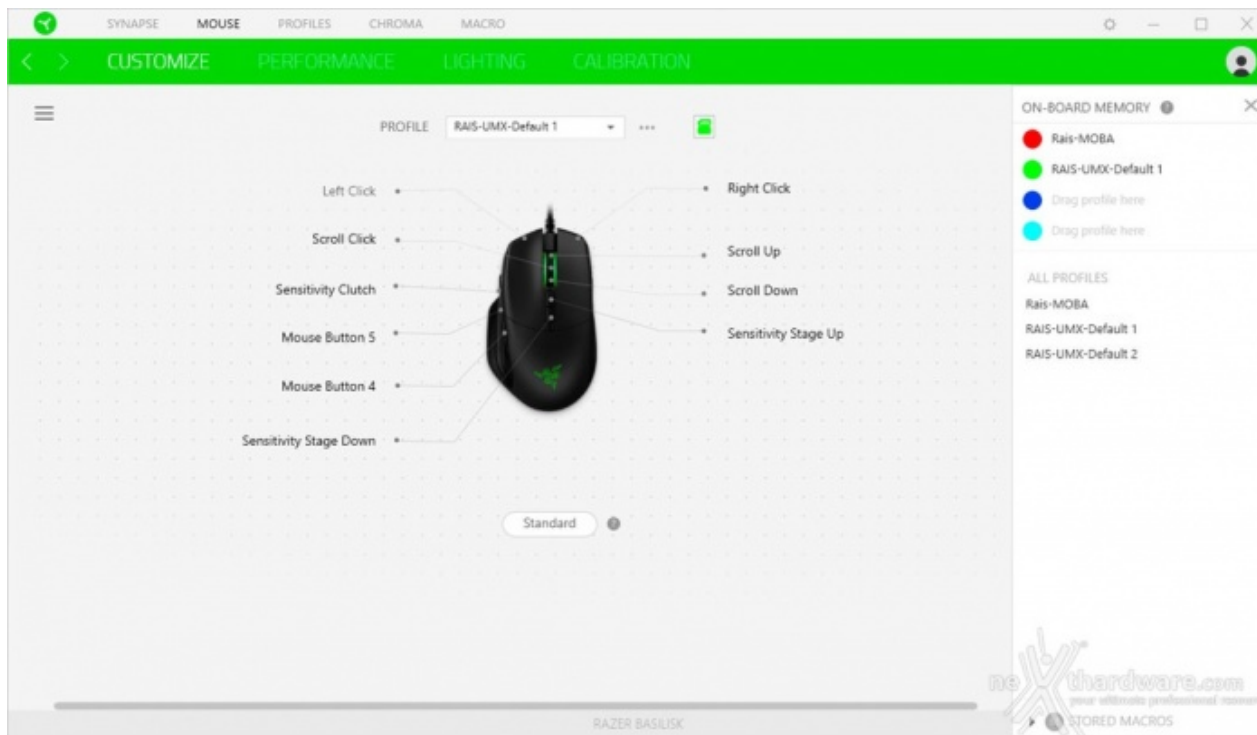 SYNAPSE MOUSE PROFILES CHROMA MACRO
CUSTOMIZE PERFORMANCE LIGHTING CALIBRATION
PROFILE RAIS-UMX-Default 1
Left Click
Scroll Click
Sensitivity Clutch
Mouse Button 5
Mouse Button 4
Sensitivity Stage Down
Right Click
Scroll Up
Scroll Down
Sensitivity Stage Up
Standard ?
ON-BOARD MEMORY ?
Rais-MOBA
RAIS-UMX-Default 1
Drag profile here
Drag profile here
ALL PROFILES
Rais-MOBA
RAIS-UMX-Default 1
RAIS-UMX-Default 2
nexthardware.com
your ultimate professional
STORED MACROS
RAZER BASILISK